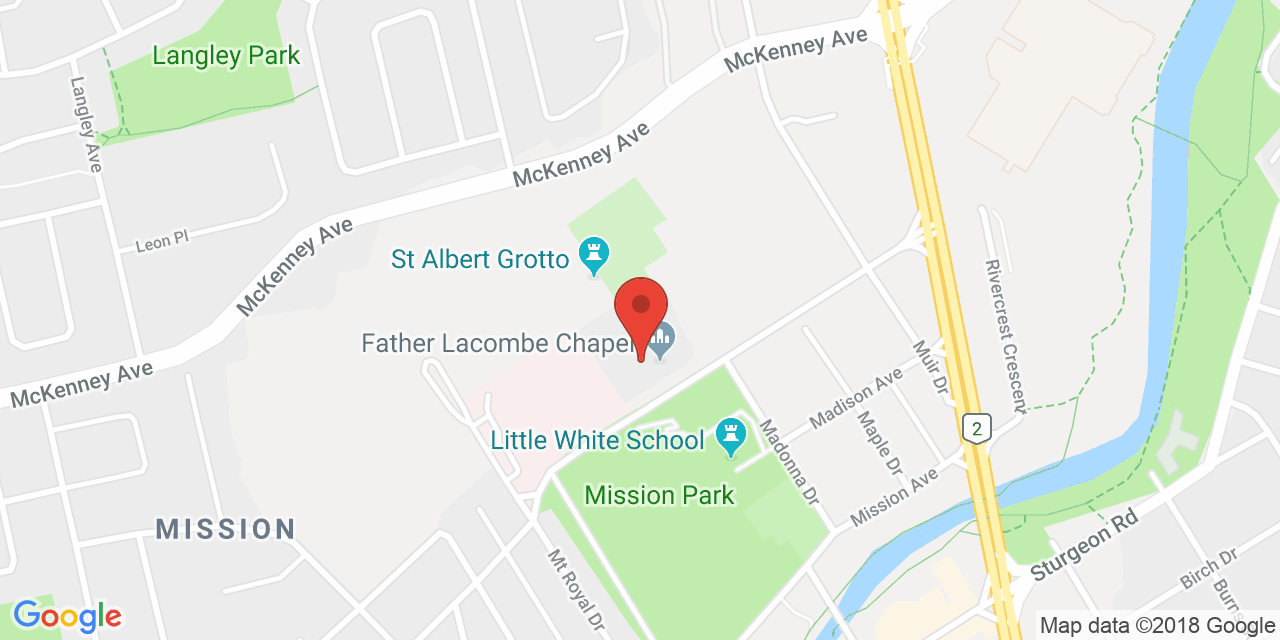 Langley Park
McKenney Ave
Langley Ave
McKenney Ave
Leon Pl
McKenney Ave
St Albert Grotto
Rivercrest Crescent
Father Lacombe Chapel
Muir Dr
McKenney Ave
Madison Ave
2
Little White School
Madonna Dr
Maple Dr
Mission Park
Mission Ave
MISSION
Sturgeon Rd
Mt Royal Dr
Birch Dr
Google
Map data ©2018 Google